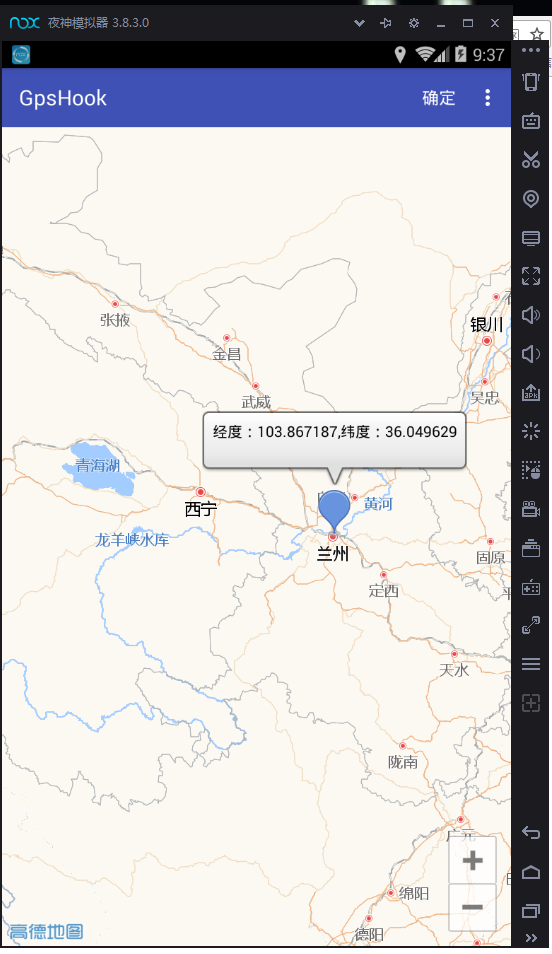 nox 夜神模拟器 3.8.3.0
9:37
GpsHook 确定
张掖
银川
金昌
吴忠
武威
经度：103.867187,纬度：36.049629
青海湖
西宁
黄河
龙羊峡水库
兰州
固原
定西
天水
陇南
广元
绵阳
高德地图
德阳